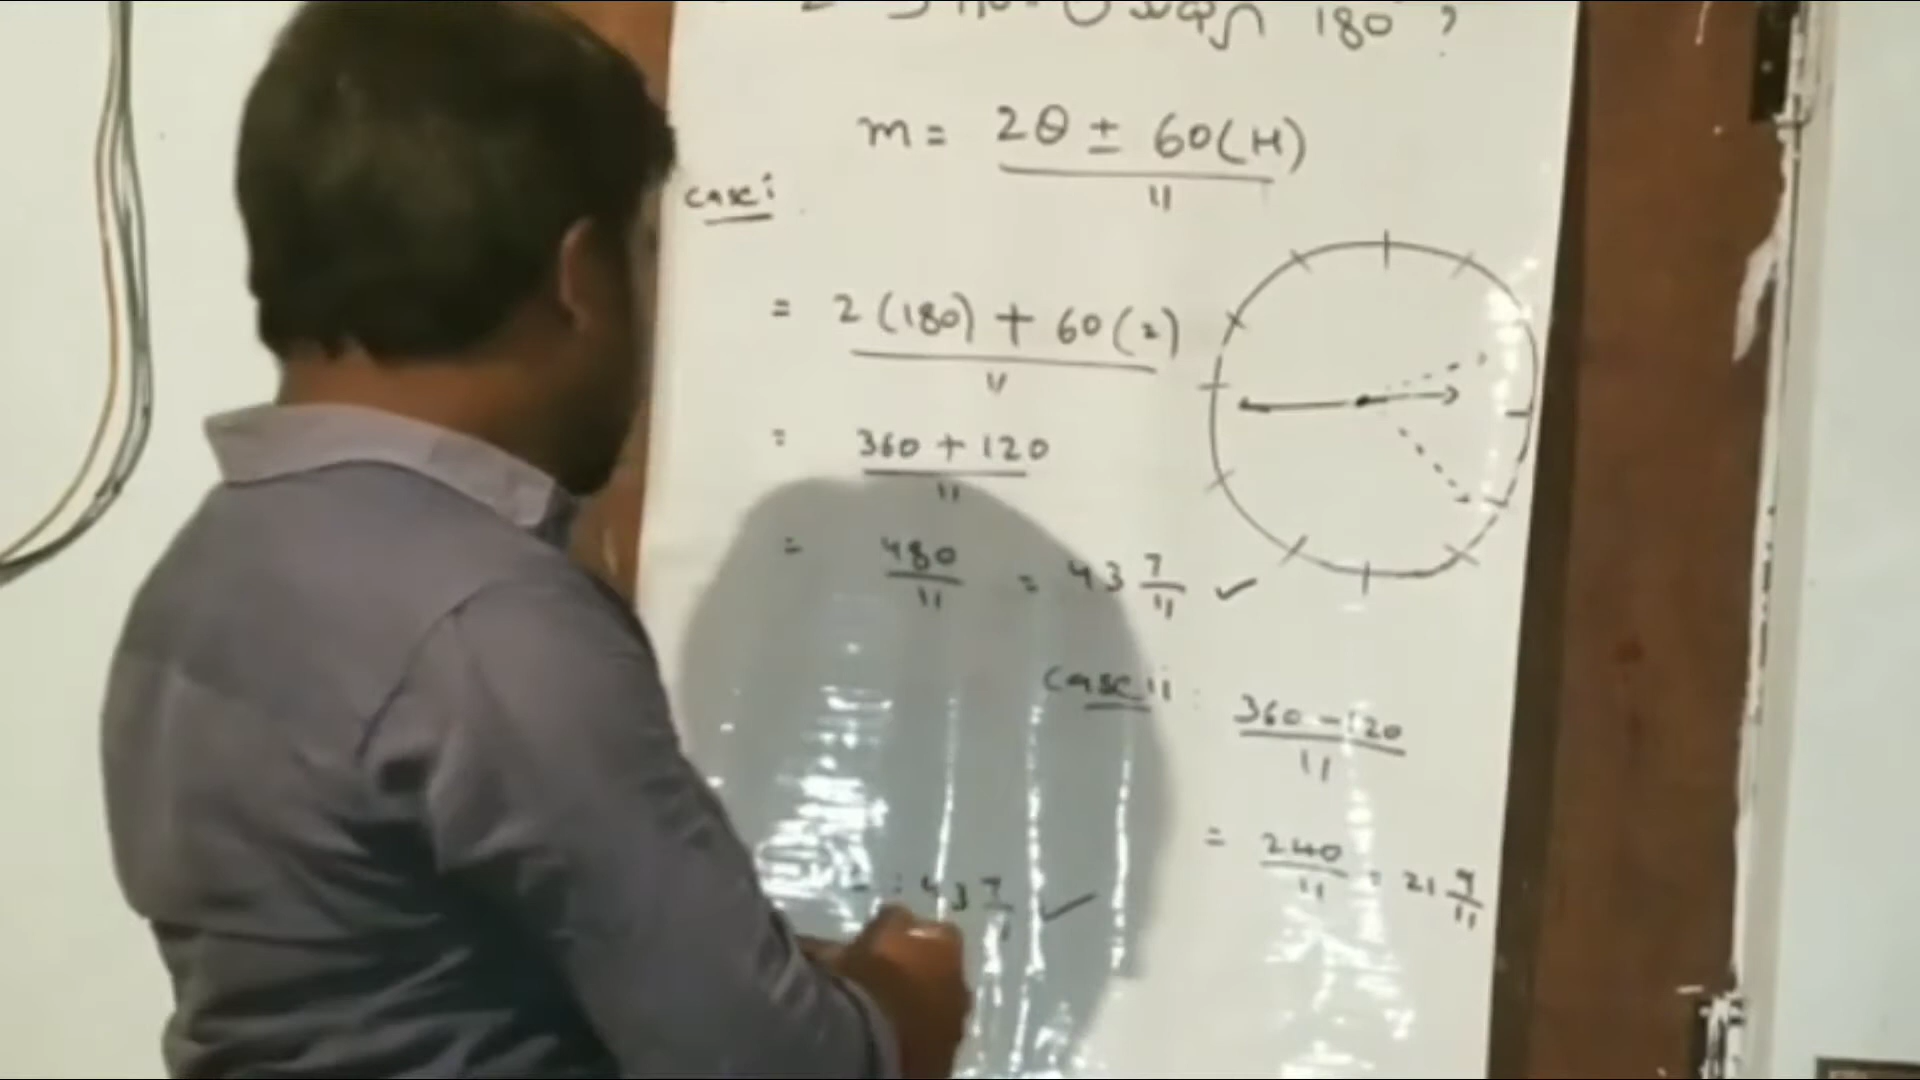 180 ?
m = 2θ ± 60(H)
11
case i
= 2(180) + 60(2)
11
= 360 + 120
11
= 480
11
= 43 7/11 ✓
case ii :
360 - 120
11
= 240
11
= 21 9/11
: 43 7/11 ✓